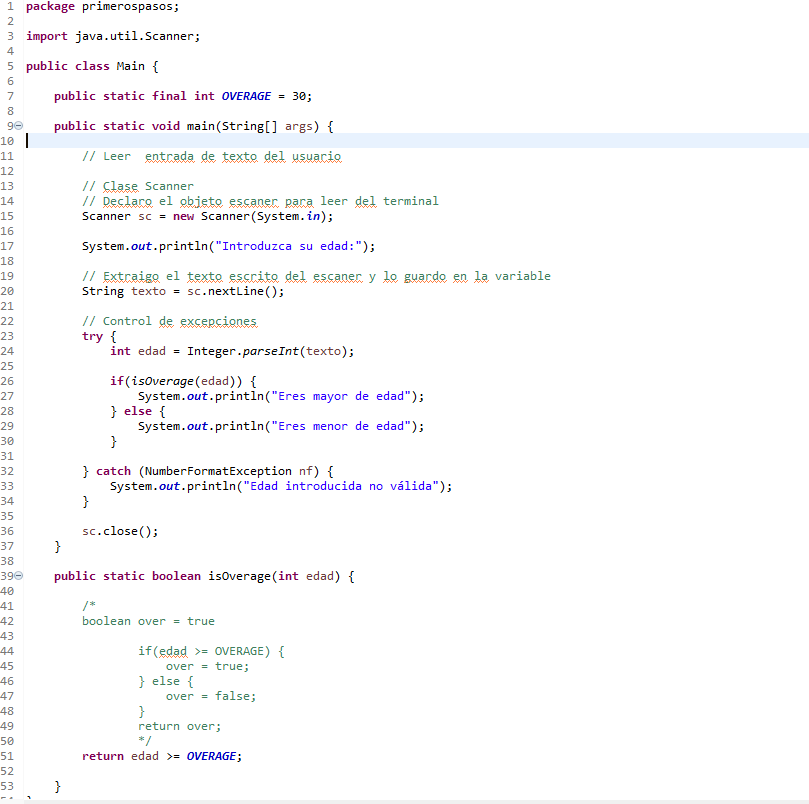 1 package primerospasos;
2
3 import java.util.Scanner;
4
5 public class Main {
6
7 public static final int OVERAGE = 30;
8
9 public static void main(String[] args) {
10
11 // Leer  entrada de texto del usuario
12
13 // Clase Scanner
14 // Declaro el objeto escaner para leer del terminal
15 Scanner sc = new Scanner(System.in);
16
17 System.out.println("Introduzca su edad:");
18
19 // Extraigo el texto escrito del escaner y lo guardo en la variable
20 String texto = sc.nextLine();
21
22 // Control de excepciones
23 try {
24 int edad = Integer.parseInt(texto);
25
26 if(isOverage(edad)) {
27 System.out.println("Eres mayor de edad");
28 } else {
29 System.out.println("Eres menor de edad");
30 }
31
32 } catch (NumberFormatException nf) {
33 System.out.println("Edad introducida no válida");
34 }
35
36 sc.close();
37 }
38
39 public static boolean isOverage(int edad) {
40
41 /*
42 boolean over = true
43
44 if(edad >= OVERAGE) {
45 over = true;
46 } else {
47 over = false;
48 }
49 return over;
50 */
51 return edad >= OVERAGE;
52
53 }